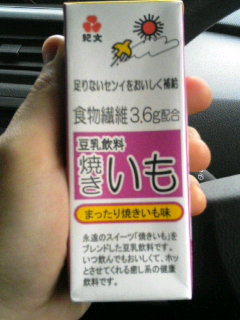 紀文
足りないセンイをおいしく補給
食物繊維3.6g配合
豆乳飲料
焼きいも
まったり焼きいも味
永遠のスイーツ「焼きいも」を
ブレンドした豆乳飲料です。
いつ飲んでもおいしくて、ホッ
とさせてくれる癒し系の健康
飲料です。